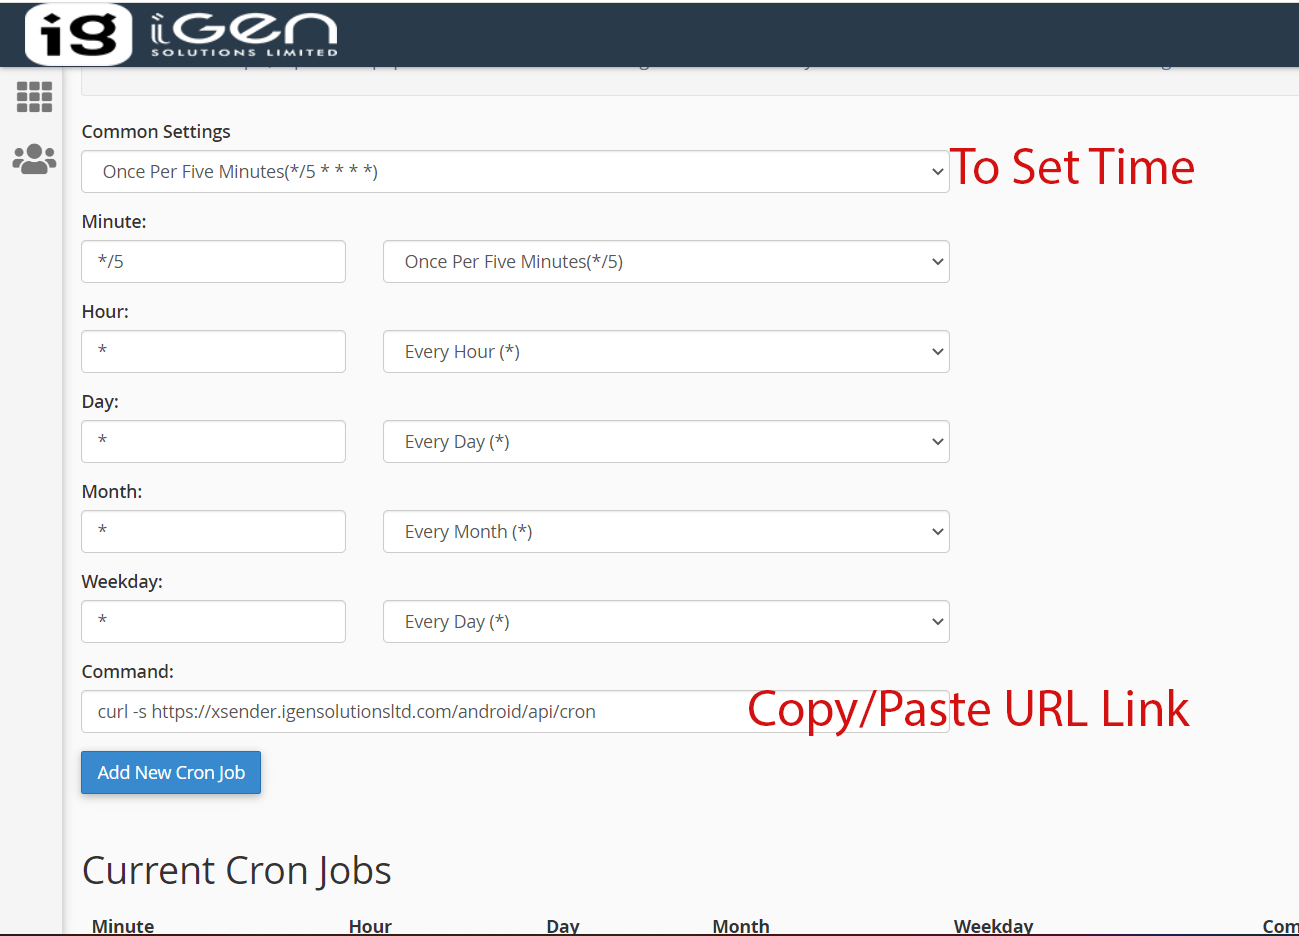 ig iGen
SOLUTIONS LIMITED
Common Settings
Once Per Five Minutes(*/5 * * * *)
To Set Time
Minute:
*/5
Once Per Five Minutes(*/5)
Hour:
*
Every Hour (*)
Day:
*
Every Day (*)
Month:
*
Every Month (*)
Weekday:
*
Every Day (*)
Command:
curl -s https://xsender.igensolutionsltd.com/android/api/cron
Copy/Paste URL Link
Add New Cron Job
Current Cron Jobs
Minute Hour Day Month Weekday Com